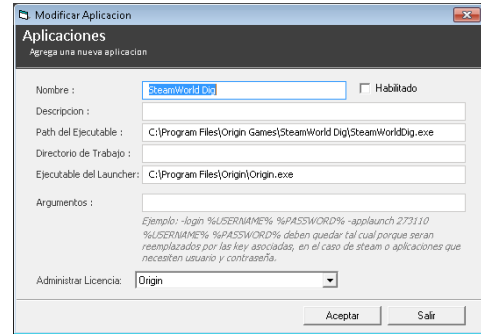 Modificar Aplicacion
Aplicaciones
Agrega una nueva aplicacion
Nombre : SteamWorld Dig Habilitado
Descripcion :
Path del Ejecutable : C:\Program Files\Origin Games\SteamWorld Dig\SteamWorldDig.exe
Directorio de Trabajo :
Ejecutable del Launcher: C:\Program Files\Origin\Origin.exe
Argumentos :
Ejemplo: -login %USERNAME% %PASSWORD% -applaunch 273110
%USERNAME% %PASSWORD% deben quedar tal cual porque seran
reemplazados por las key asociadas, en el caso de steam o aplicaciones que
necesiten usuario y contraseña.
Administrar Licencia: Origin
Aceptar Salir